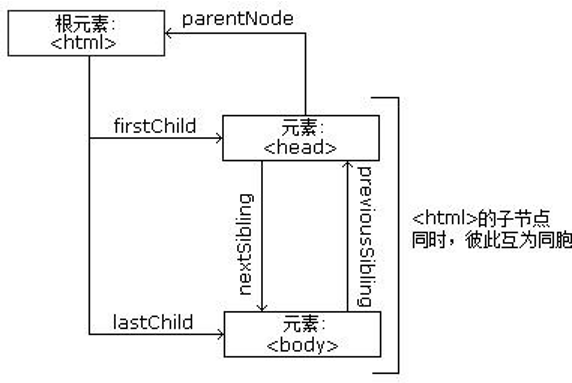 parentNode
根元素:
<html>
firstChild
元素:
<head>
nextSibling
previousSibling
<html>的子节点
同时，彼此互为同胞
lastChild
元素:
<body>